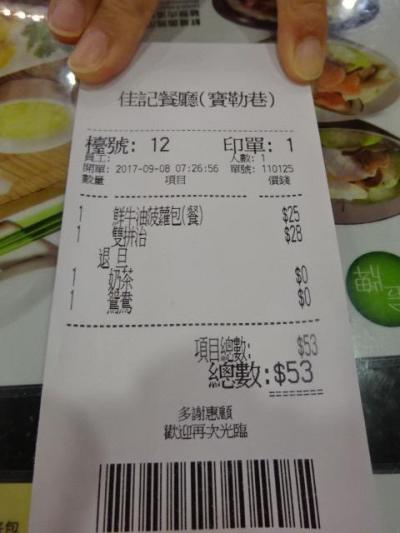 佳記餐廳(寶勒巷)
檯號: 12 印單: 1
員工: 人數: 1
開單: 2017-09-08 07:26:56 單號: 110125
數量 項目 價錢
1 鮮牛油菠蘿包(餐) $25
1 雙拼治 $28
退 旦
1 奶茶 $0
1 鴛鴦 $0
項目總數: $53
總數: $53
多謝惠顧
歡迎再次光臨
鮮